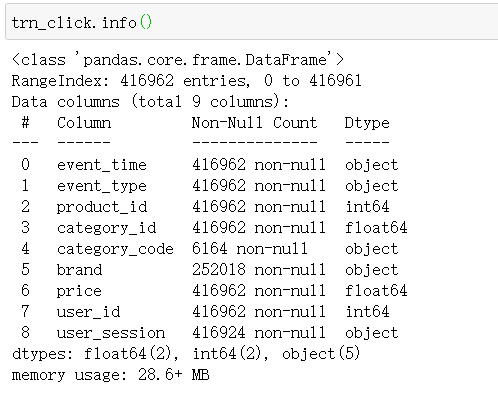 trn_click.info()
<class 'pandas.core.frame.DataFrame'>
RangeIndex: 416962 entries, 0 to 416961
Data columns (total 9 columns):
 #   Column         Non-Null Count   Dtype
---  ------         --------------   -----
 0   event_time     416962 non-null  object
 1   event_type     416962 non-null  object
 2   product_id     416962 non-null  int64
 3   category_id    416962 non-null  float64
 4   category_code  6164 non-null    object
 5   brand          252018 non-null  object
 6   price          416962 non-null  float64
 7   user_id        416962 non-null  int64
 8   user_session   416924 non-null  object
dtypes: float64(2), int64(2), object(5)
memory usage: 28.6+ MB